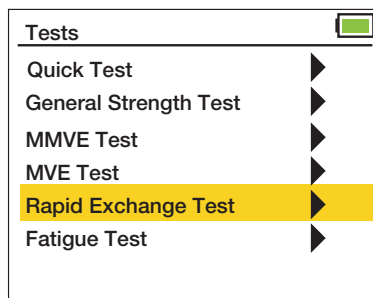 Tests
Quick Test
General Strength Test
MMVE Test
MVE Test
Rapid Exchange Test
Fatigue Test